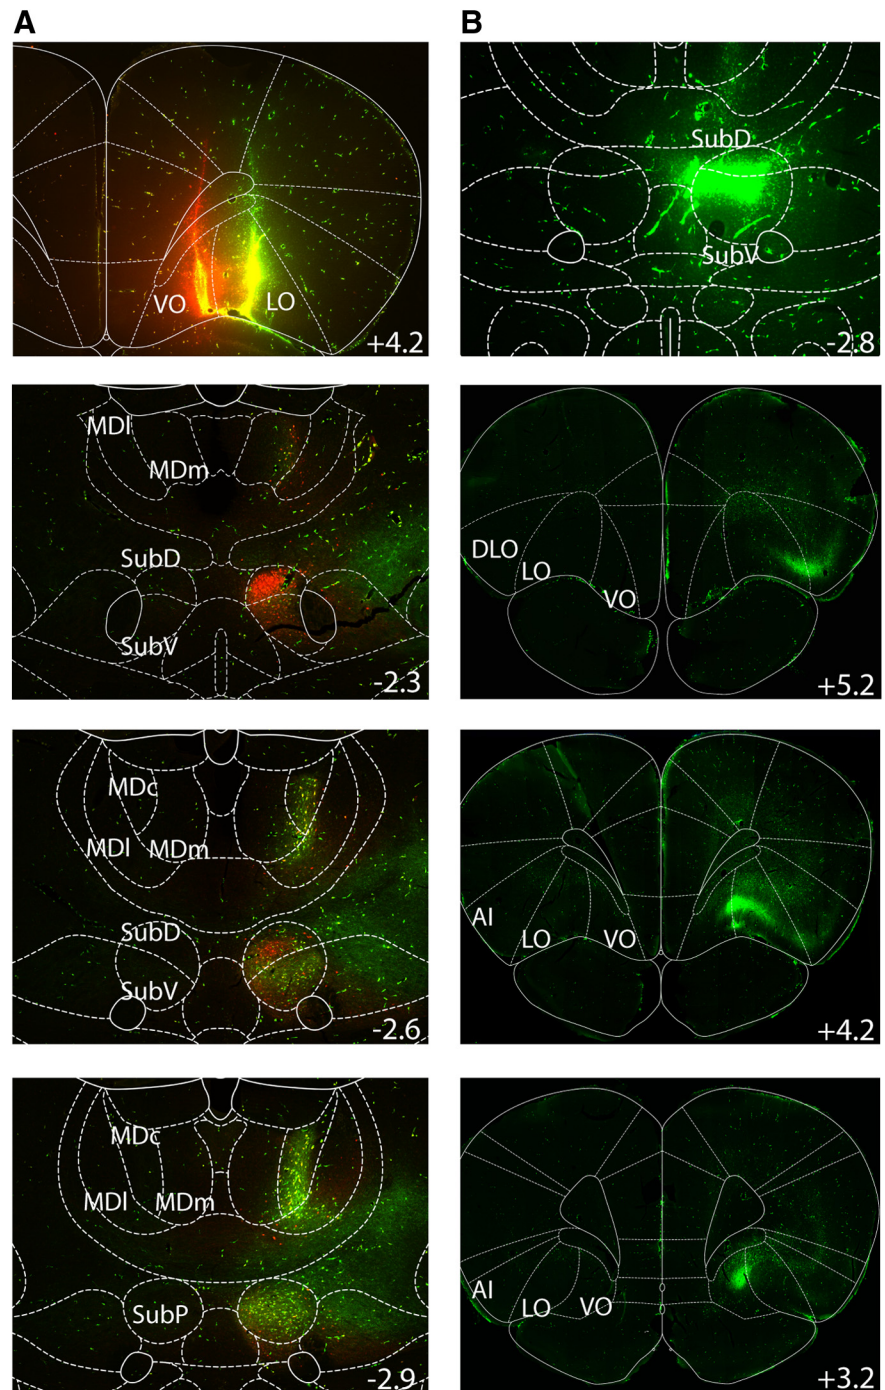 A
VO
LO
+4.2
MDl
MDm
SubD
SubV
-2.3
MDc
MDl
MDm
SubD
SubV
-2.6
MDc
MDl
MDm
SubP
-2.9
B
SubD
SubV
-2.8
DLO
LO
VO
+5.2
AI
LO
VO
+4.2
AI
LO
VO
+3.2